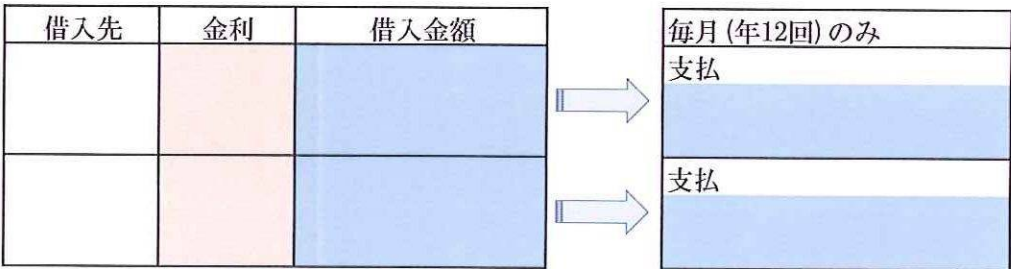 借入先 金利 借入金額
毎月(年12回)のみ
支払
支払